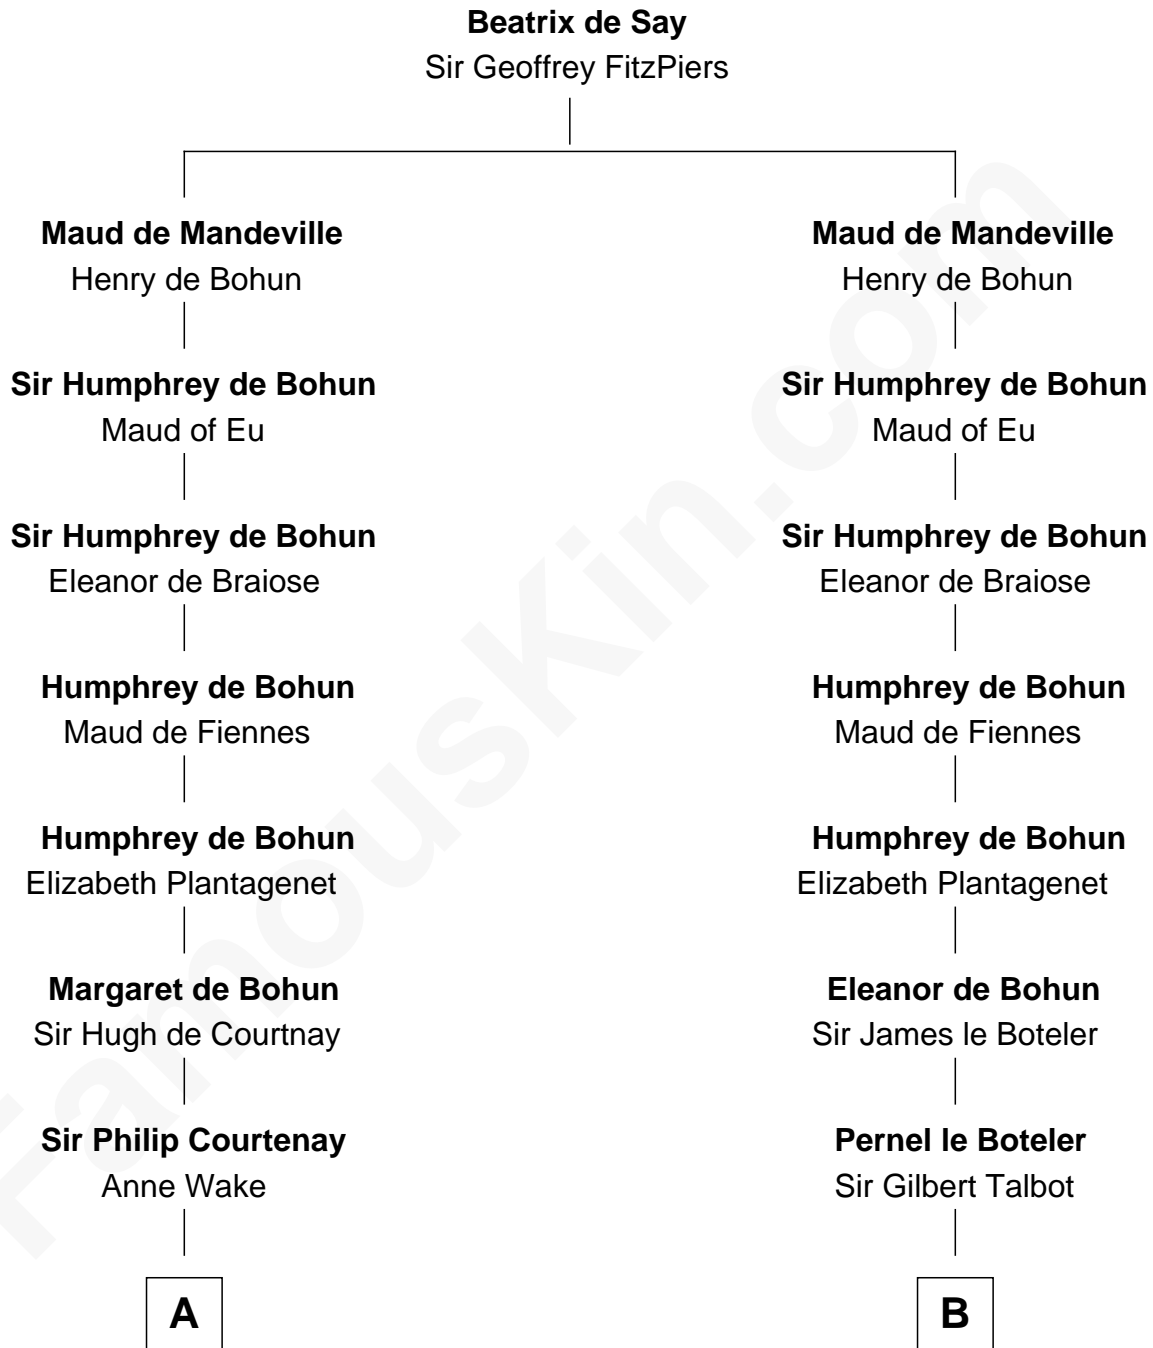 Beatrix de Say
Sir Geoffrey FitzPiers
Maud de Mandeville
Henry de Bohun
Sir Humphrey de Bohun
Maud of Eu
Sir Humphrey de Bohun
Eleanor de Braiose
Humphrey de Bohun
Maud de Fiennes
Humphrey de Bohun
Elizabeth Plantagenet
Margaret de Bohun
Sir Hugh de Courtnay
Sir Philip Courtenay
Anne Wake
A
Maud de Mandeville
Henry de Bohun
Sir Humphrey de Bohun
Maud of Eu
Sir Humphrey de Bohun
Eleanor de Braiose
Humphrey de Bohun
Maud de Fiennes
Humphrey de Bohun
Elizabeth Plantagenet
Eleanor de Bohun
Sir James le Boteler
Pernel le Boteler
Sir Gilbert Talbot
B
FamousKin.com